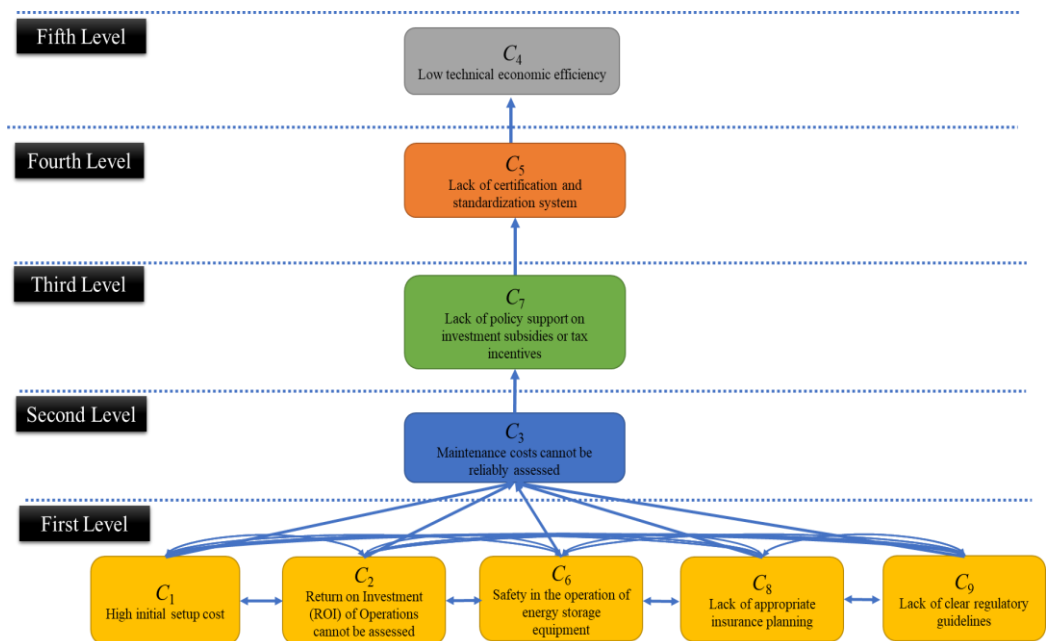 Fifth Level
C4
Low technical economic efficiency
Fourth Level
C5
Lack of certification and
standardization system
Third Level
C7
Lack of policy support on
investment subsidies or tax
incentives
Second Level
C3
Maintenance costs cannot be
reliably assessed
First Level
C1
High initial setup cost
C2
Return on Investment
(ROI) of Operations
cannot be assessed
C6
Safety in the operation of
energy storage
equipment
C8
Lack of appropriate
insurance planning
C9
Lack of clear regulatory
guidelines